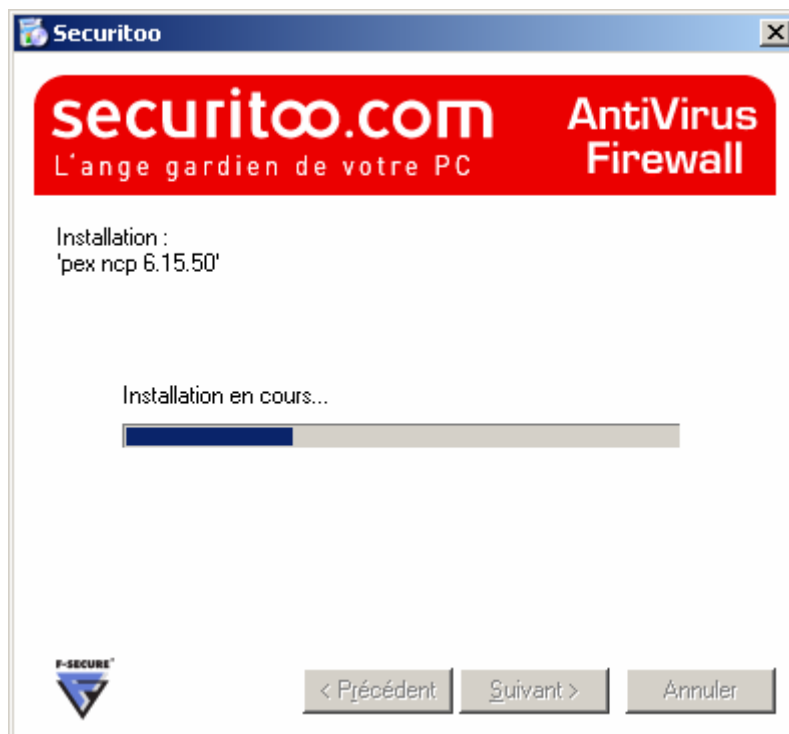 Securitoo
securitoo.com
L'ange gardien de votre PC
AntiVirus
Firewall
Installation :
'pex ncp 6.15.50'
Installation en cours...
F-SECURE
< Précédent
Suivant >
Annuler